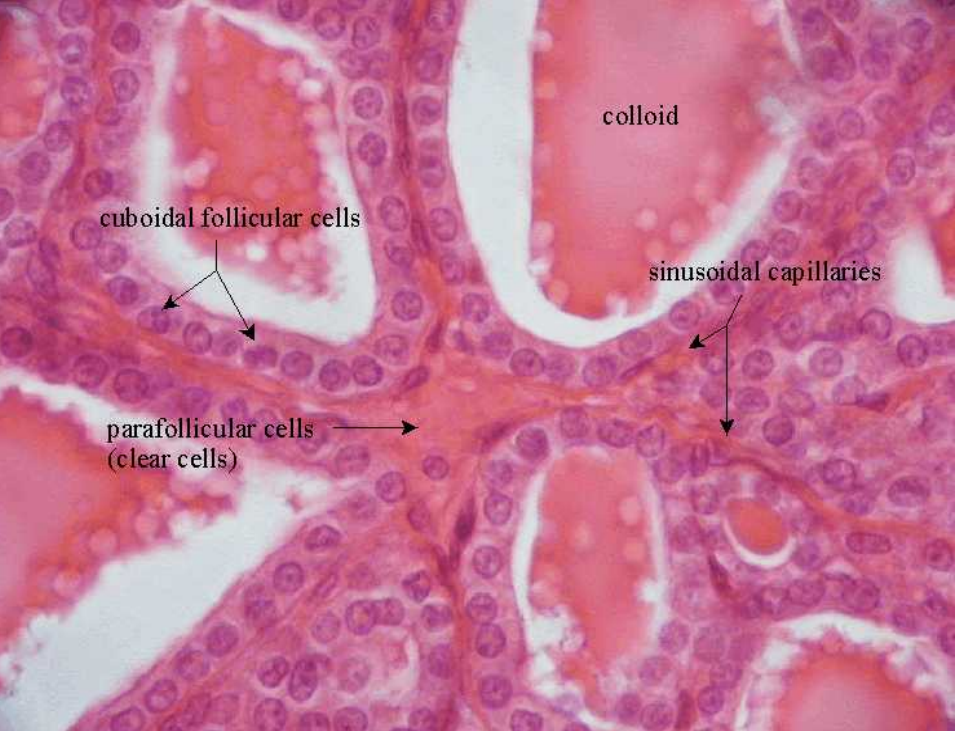 colloid
cuboidal follicular cells
sinusoidal capillaries
parafollicular cells
(clear cells)